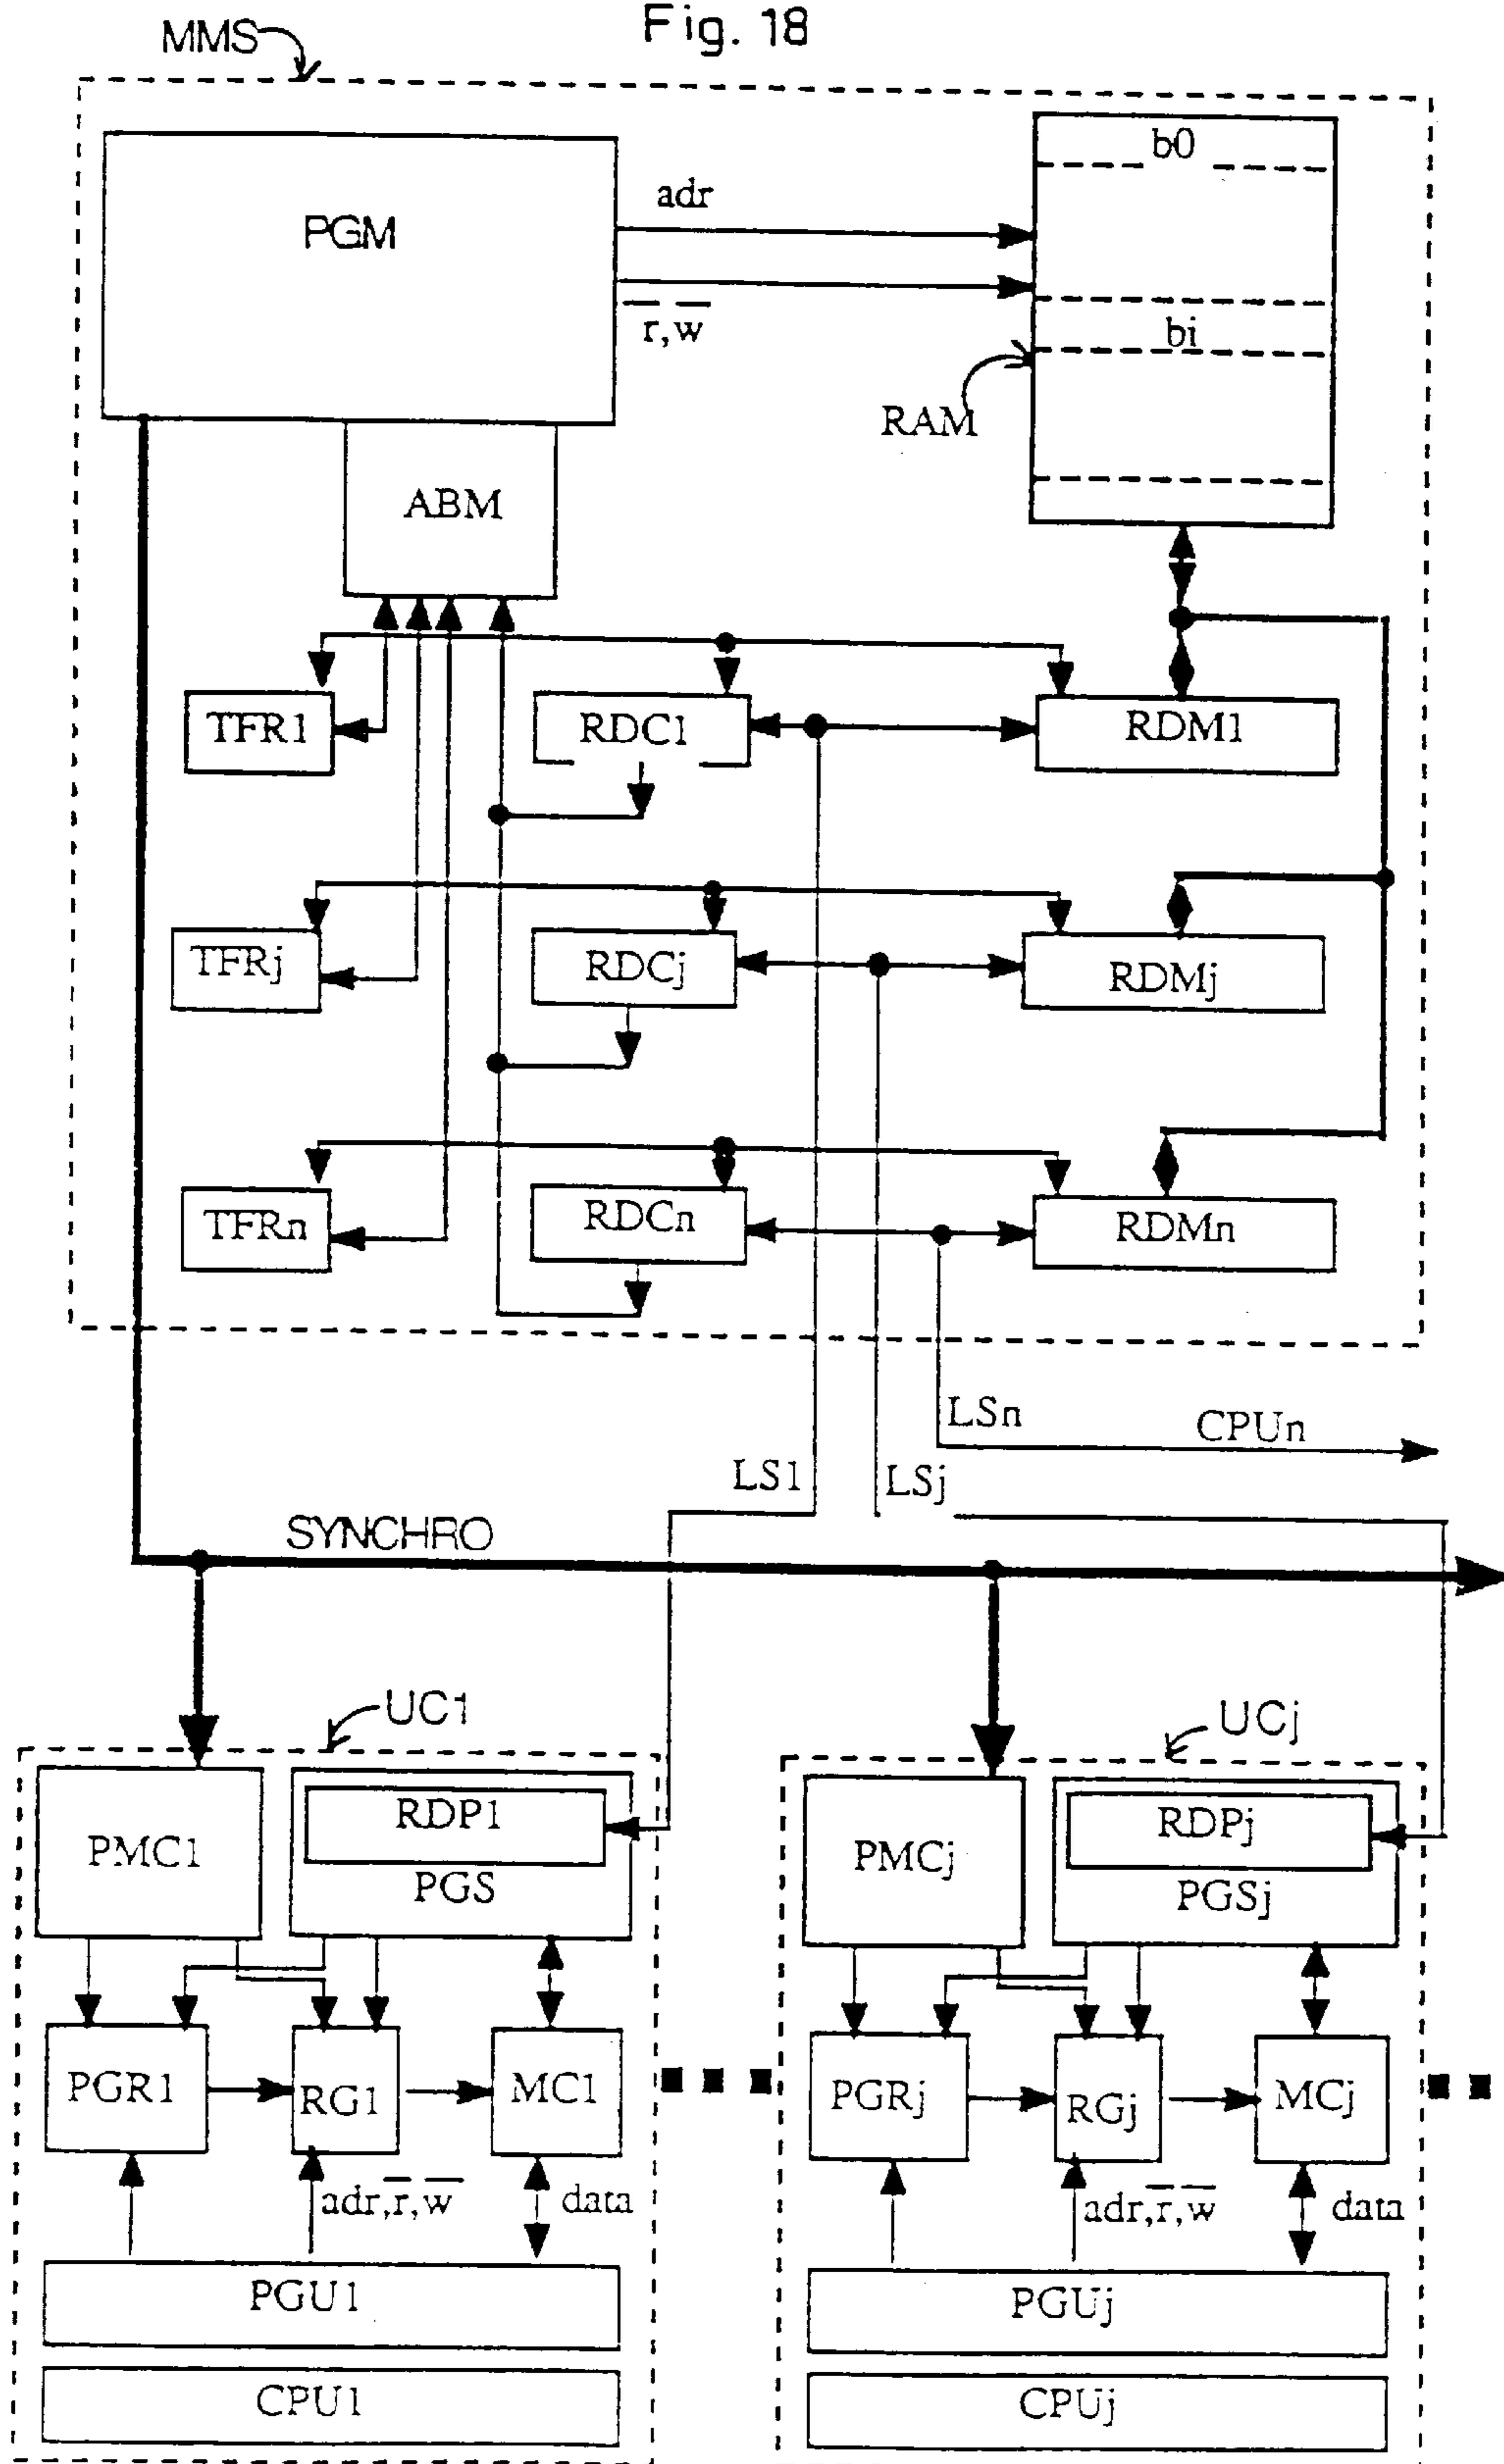 Fig. 18
MMS
b0
adr
PGM
r̅,w̅
bi
RAM
ABM
TFR1
RDC1
RDM1
TFRj
RDCj
RDMj
TFRn
RDCn
RDMn
LSn
CPUn
LS1
LSj
SYNCHRO
UC1
UCj
RDP1
RDPj
PMC1
PMCj
PGS
PGSj
PGR1
RG1
MC1
PGRj
RGj
MCj
adr,r̅,w̅
data
adr,r̅,w̅
data
PGU1
PGUj
CPU1
CPUj